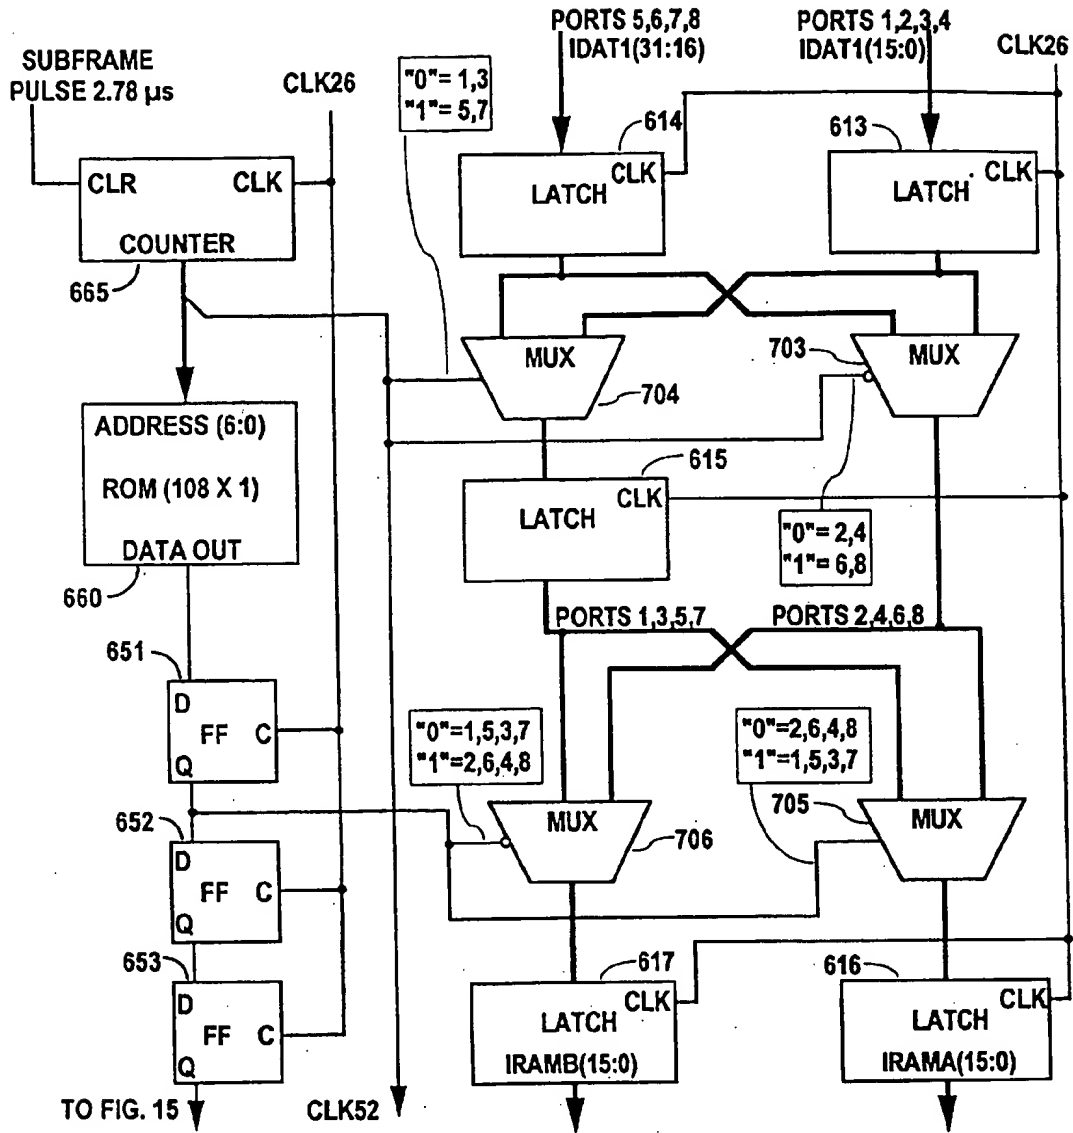 PORTS 5,6,7,8
IDAT1(31:16)
PORTS 1,2,3,4
IDAT1(15:0)
CLK26
SUBFRAME
PULSE 2.78 µs
CLK26
"0"= 1,3
"1"= 5,7
614
613
CLR
CLK
COUNTER
665
CLK
LATCH
CLK
LATCH
MUX
704
703
MUX
ADDRESS (6:0)
ROM (108 X 1)
DATA OUT
660
615
CLK
LATCH
"0"= 2,4
"1"= 6,8
PORTS 1,3,5,7
PORTS 2,4,6,8
651
D
FF
C
Q
"0"=1,5,3,7
"1"=2,6,4,8
"0"=2,6,4,8
"1"=1,5,3,7
MUX
706
705
MUX
652
D
FF
C
Q
653
D
FF
C
Q
617
CLK
LATCH
IRAMB(15:0)
616
CLK
LATCH
IRAMA(15:0)
TO FIG. 15
CLK52